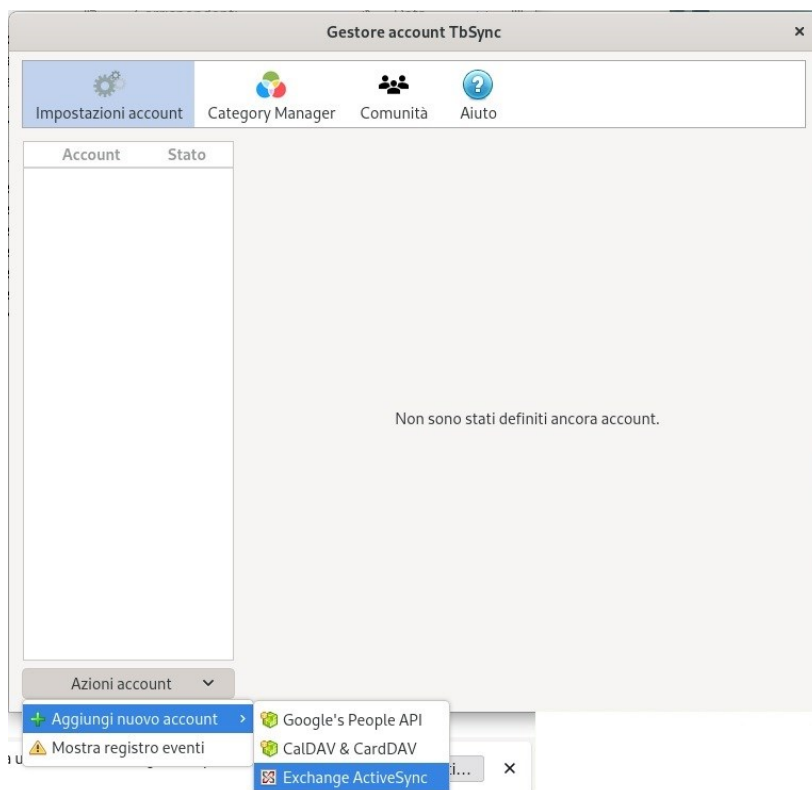 Gestore account TbSync
Impostazioni account Category Manager Comunità Aiuto
Account Stato
Non sono stati definiti ancora account.
Azioni account
Aggiungi nuovo account
Mostra registro eventi
Google's People API
CalDAV & CardDAV
Exchange ActiveSync